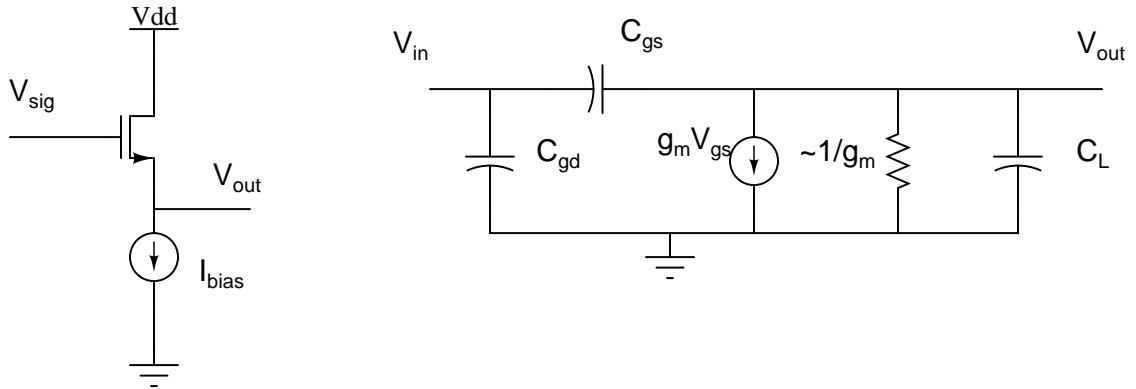 Vdd
V_sig
V_out
I_bias
V_in
C_gs
V_out
C_gd
g_mV_gs
~1/g_m
C_L